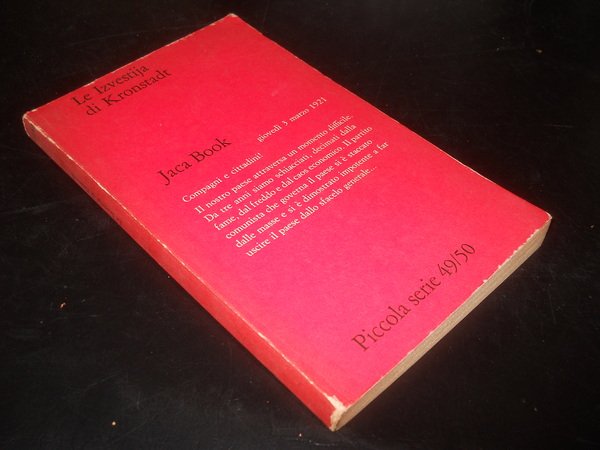 Le Izvestija
di Kronstadt
Jaca Book
giovedì 3 marzo 1921
Compagni e cittadini!
Il nostro paese attraversa un momento difficile.
Da tre anni siamo schiacciati, decimati dalla
fame, dal freddo e dal caos economico. Il partito
comunista che governa il paese si è staccato
dalle masse e si è dimostrato impotente a far
uscire il paese dallo sfacelo generale...
Piccola serie 49/50